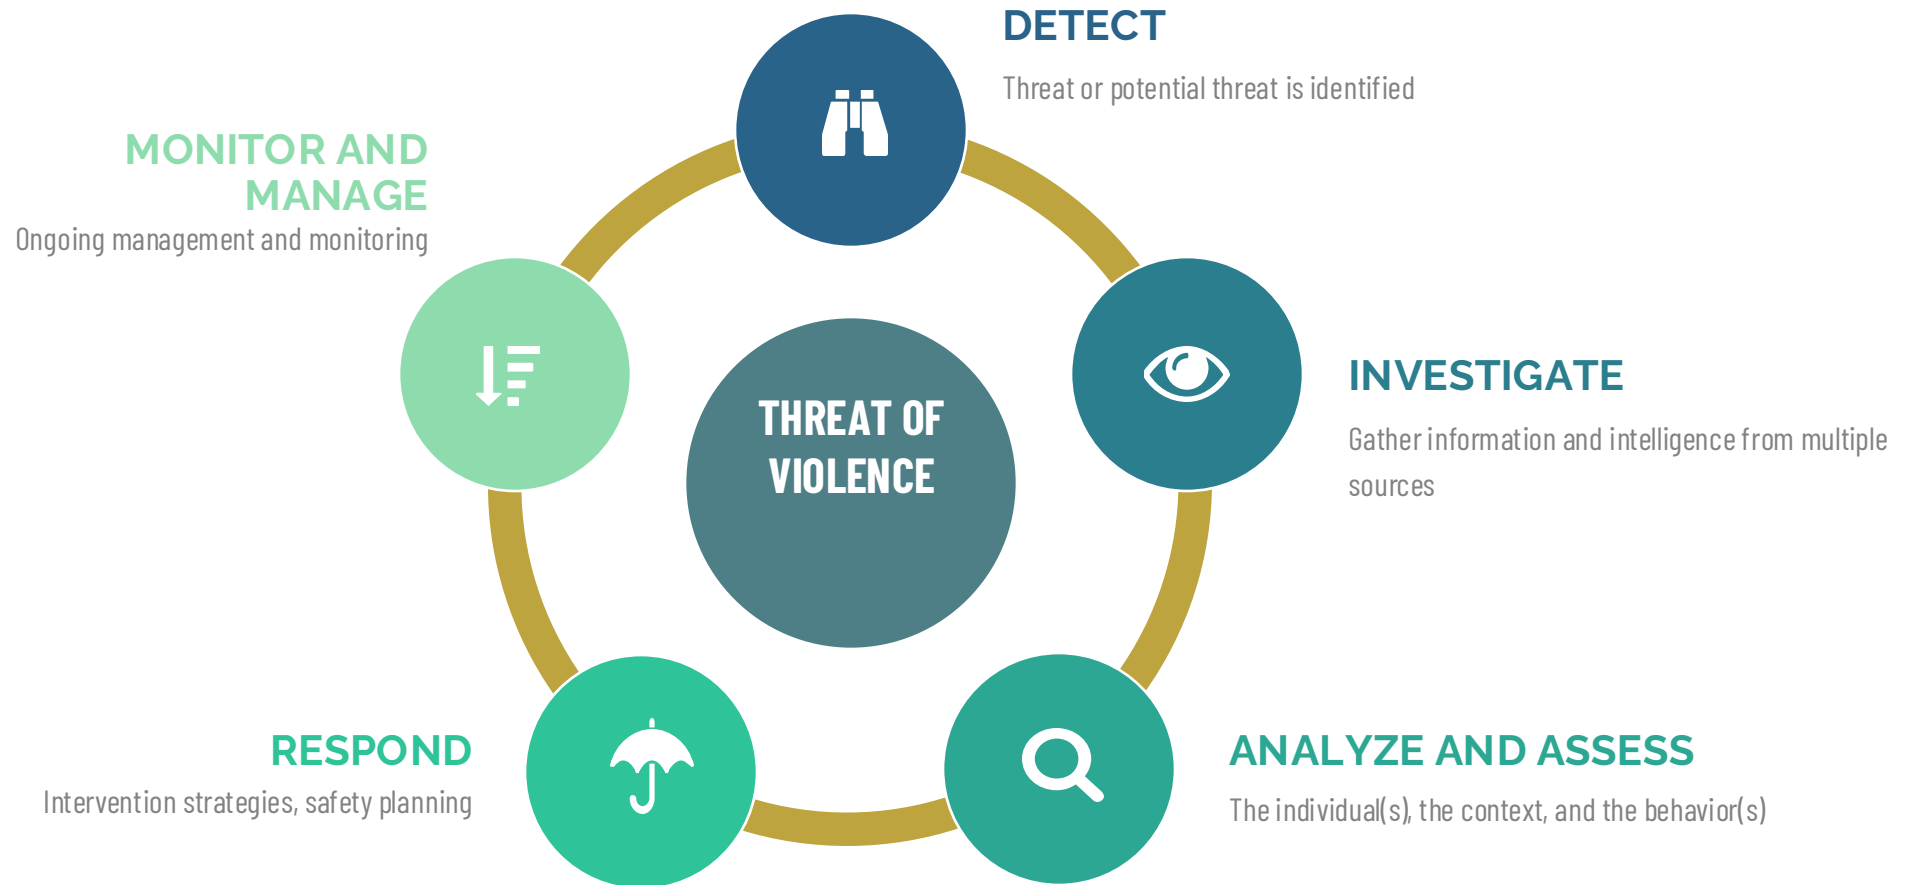 DETECT
Threat or potential threat is identified
MONITOR AND
MANAGE
Ongoing management and monitoring
THREAT OF
VIOLENCE
INVESTIGATE
Gather information and intelligence from multiple
sources
RESPOND
Intervention strategies, safety planning
ANALYZE AND ASSESS
The individual(s), the context, and the behavior(s)